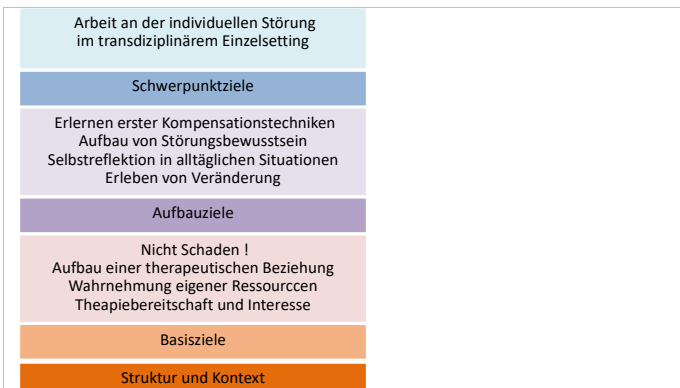 Arbeit an der individuellen Störung
im transdiziplinärem Einzelsetting
Schwerpunktziele
Erlernen erster Kompensationstechniken
Aufbau von Störungsbewusstsein
Selbstreflektion in alltäglichen Situationen
Erleben von Veränderung
Aufbauziele
Nicht Schaden !
Aufbau einer therapeutischen Beziehung
Wahrnehmung eigener Ressourccen
Theapiebereitschaft und Interesse
Basisziele
Struktur und Kontext